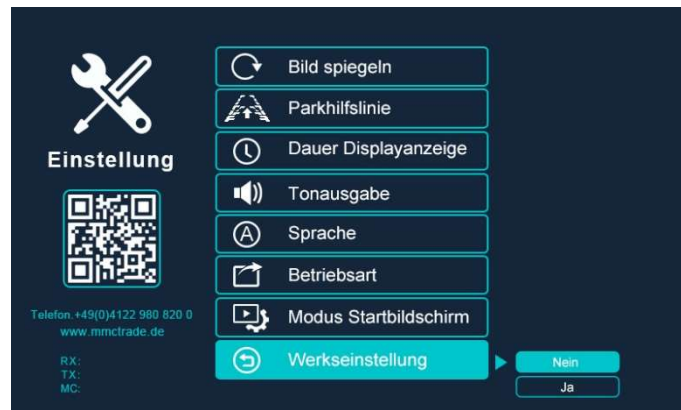 Einstellung
Telefon.+49(0)4122 980 820 0
www.mmctrade.de
RX:
TX:
MC:
Bild spiegeln
Parkhilfslinie
Dauer Displayanzeige
Tonausgabe
A
Sprache
Betriebsart
Modus Startbildschirm
Werkseinstellung
Nein
Ja